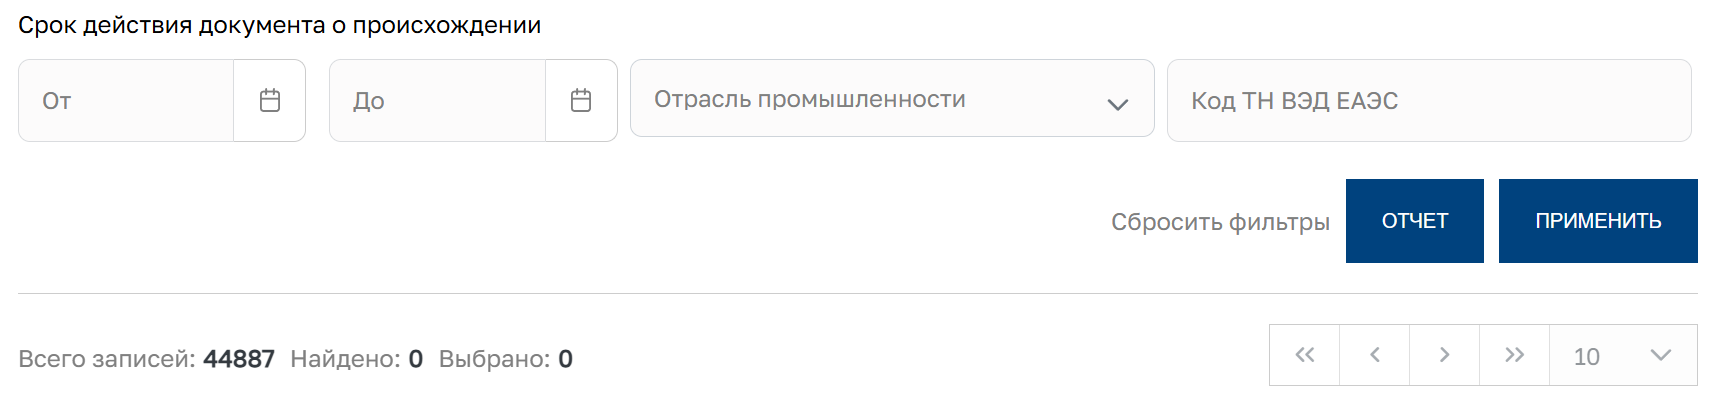 Срок действия документа о происхождении
От До Отрасль промышленности Код ТН ВЭД ЕАЭС
Сбросить фильтры ОТЧЕТ ПРИМЕНИТЬ
Всего записей: 44887 Найдено: 0 Выбрано: 0 10